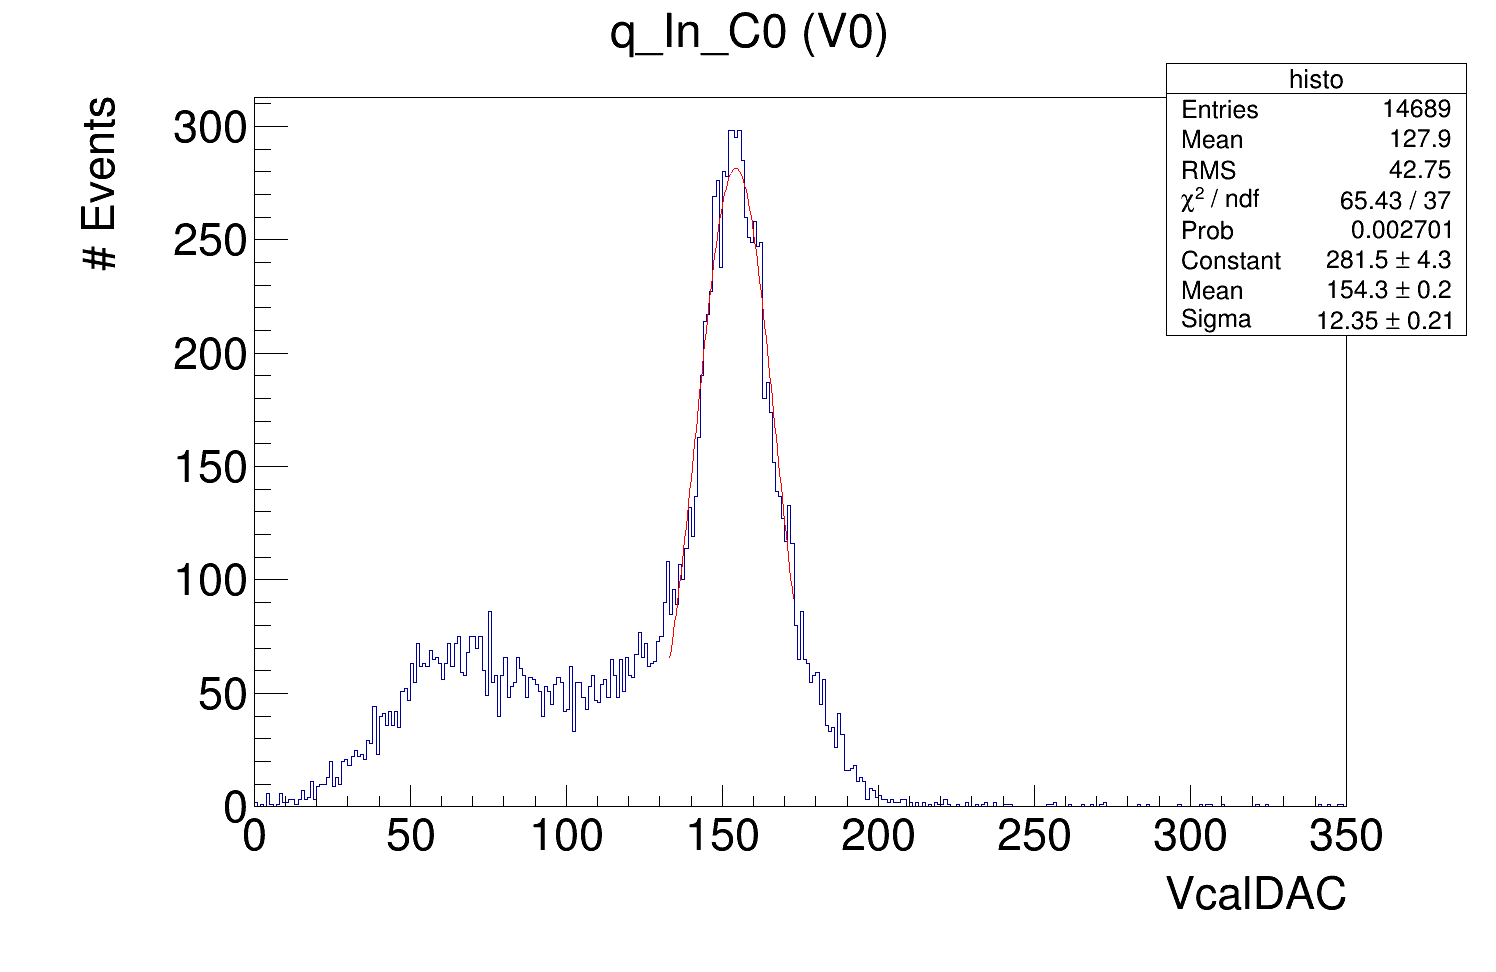 q_In_C0 (V0)
histo
Entries 14689
Mean 127.9
RMS 42.75
χ² / ndf 65.43 / 37
Prob 0.002701
Constant 281.5 ± 4.3
Mean 154.3 ± 0.2
Sigma 12.35 ± 0.21
# Events
300
250
200
150
100
50
0
0 50 100 150 200 250 300 350
VcalDAC